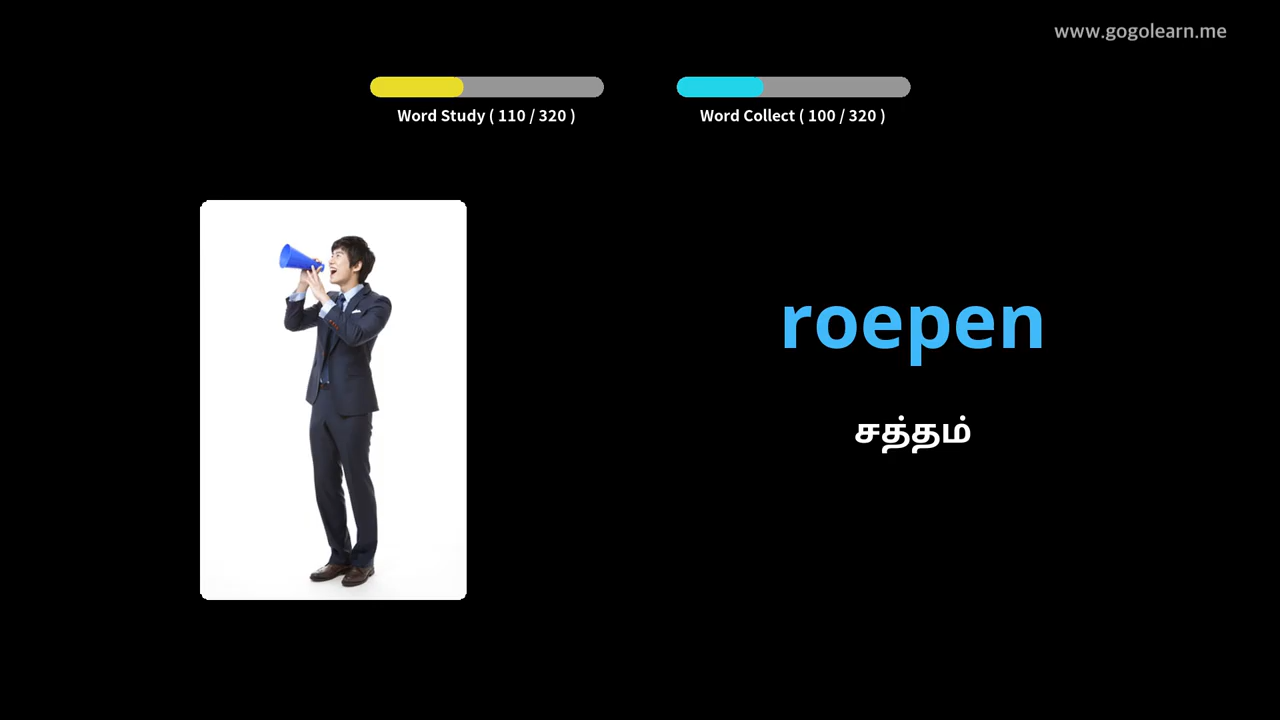 www.gogolearn.me
Word Study ( 110 / 320 )
Word Collect ( 100 / 320 )
roepen
சத்தம்